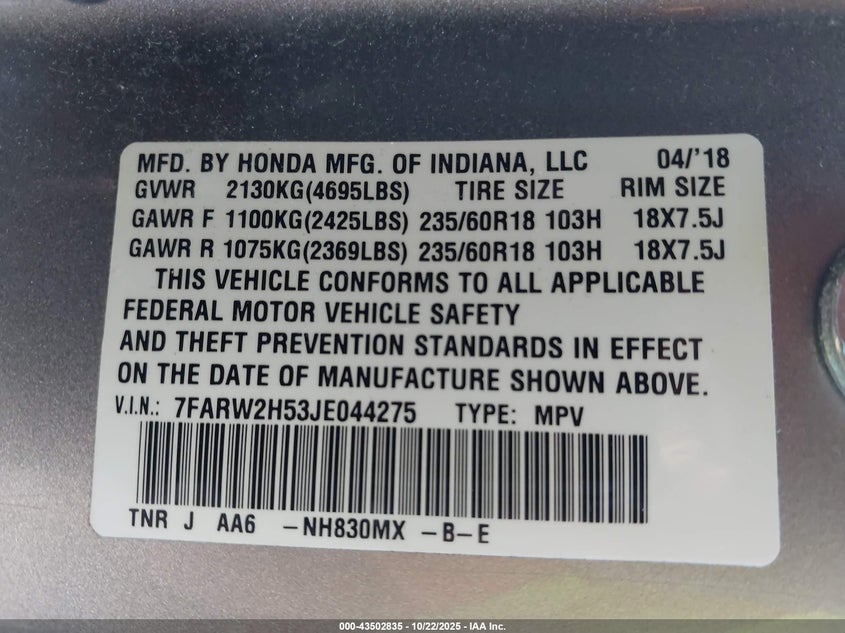 MFD. BY HONDA MFG. OF INDIANA, LLC 04/'18
GVWR 2130KG(4695LBS) TIRE SIZE RIM SIZE
GAWR F 1100KG(2425LBS) 235/60R18 103H 18X7.5J
GAWR R 1075KG(2369LBS) 235/60R18 103H 18X7.5J
THIS VEHICLE CONFORMS TO ALL APPLICABLE
FEDERAL MOTOR VEHICLE SAFETY
AND THEFT PREVENTION STANDARDS IN EFFECT
ON THE DATE OF MANUFACTURE SHOWN ABOVE.
V.I.N.: 7FARW2H53JE044275 TYPE: MPV
TNR J AA6 -NH830MX -B-E
000-43502835 - 10/22/2025 - IAA Inc.